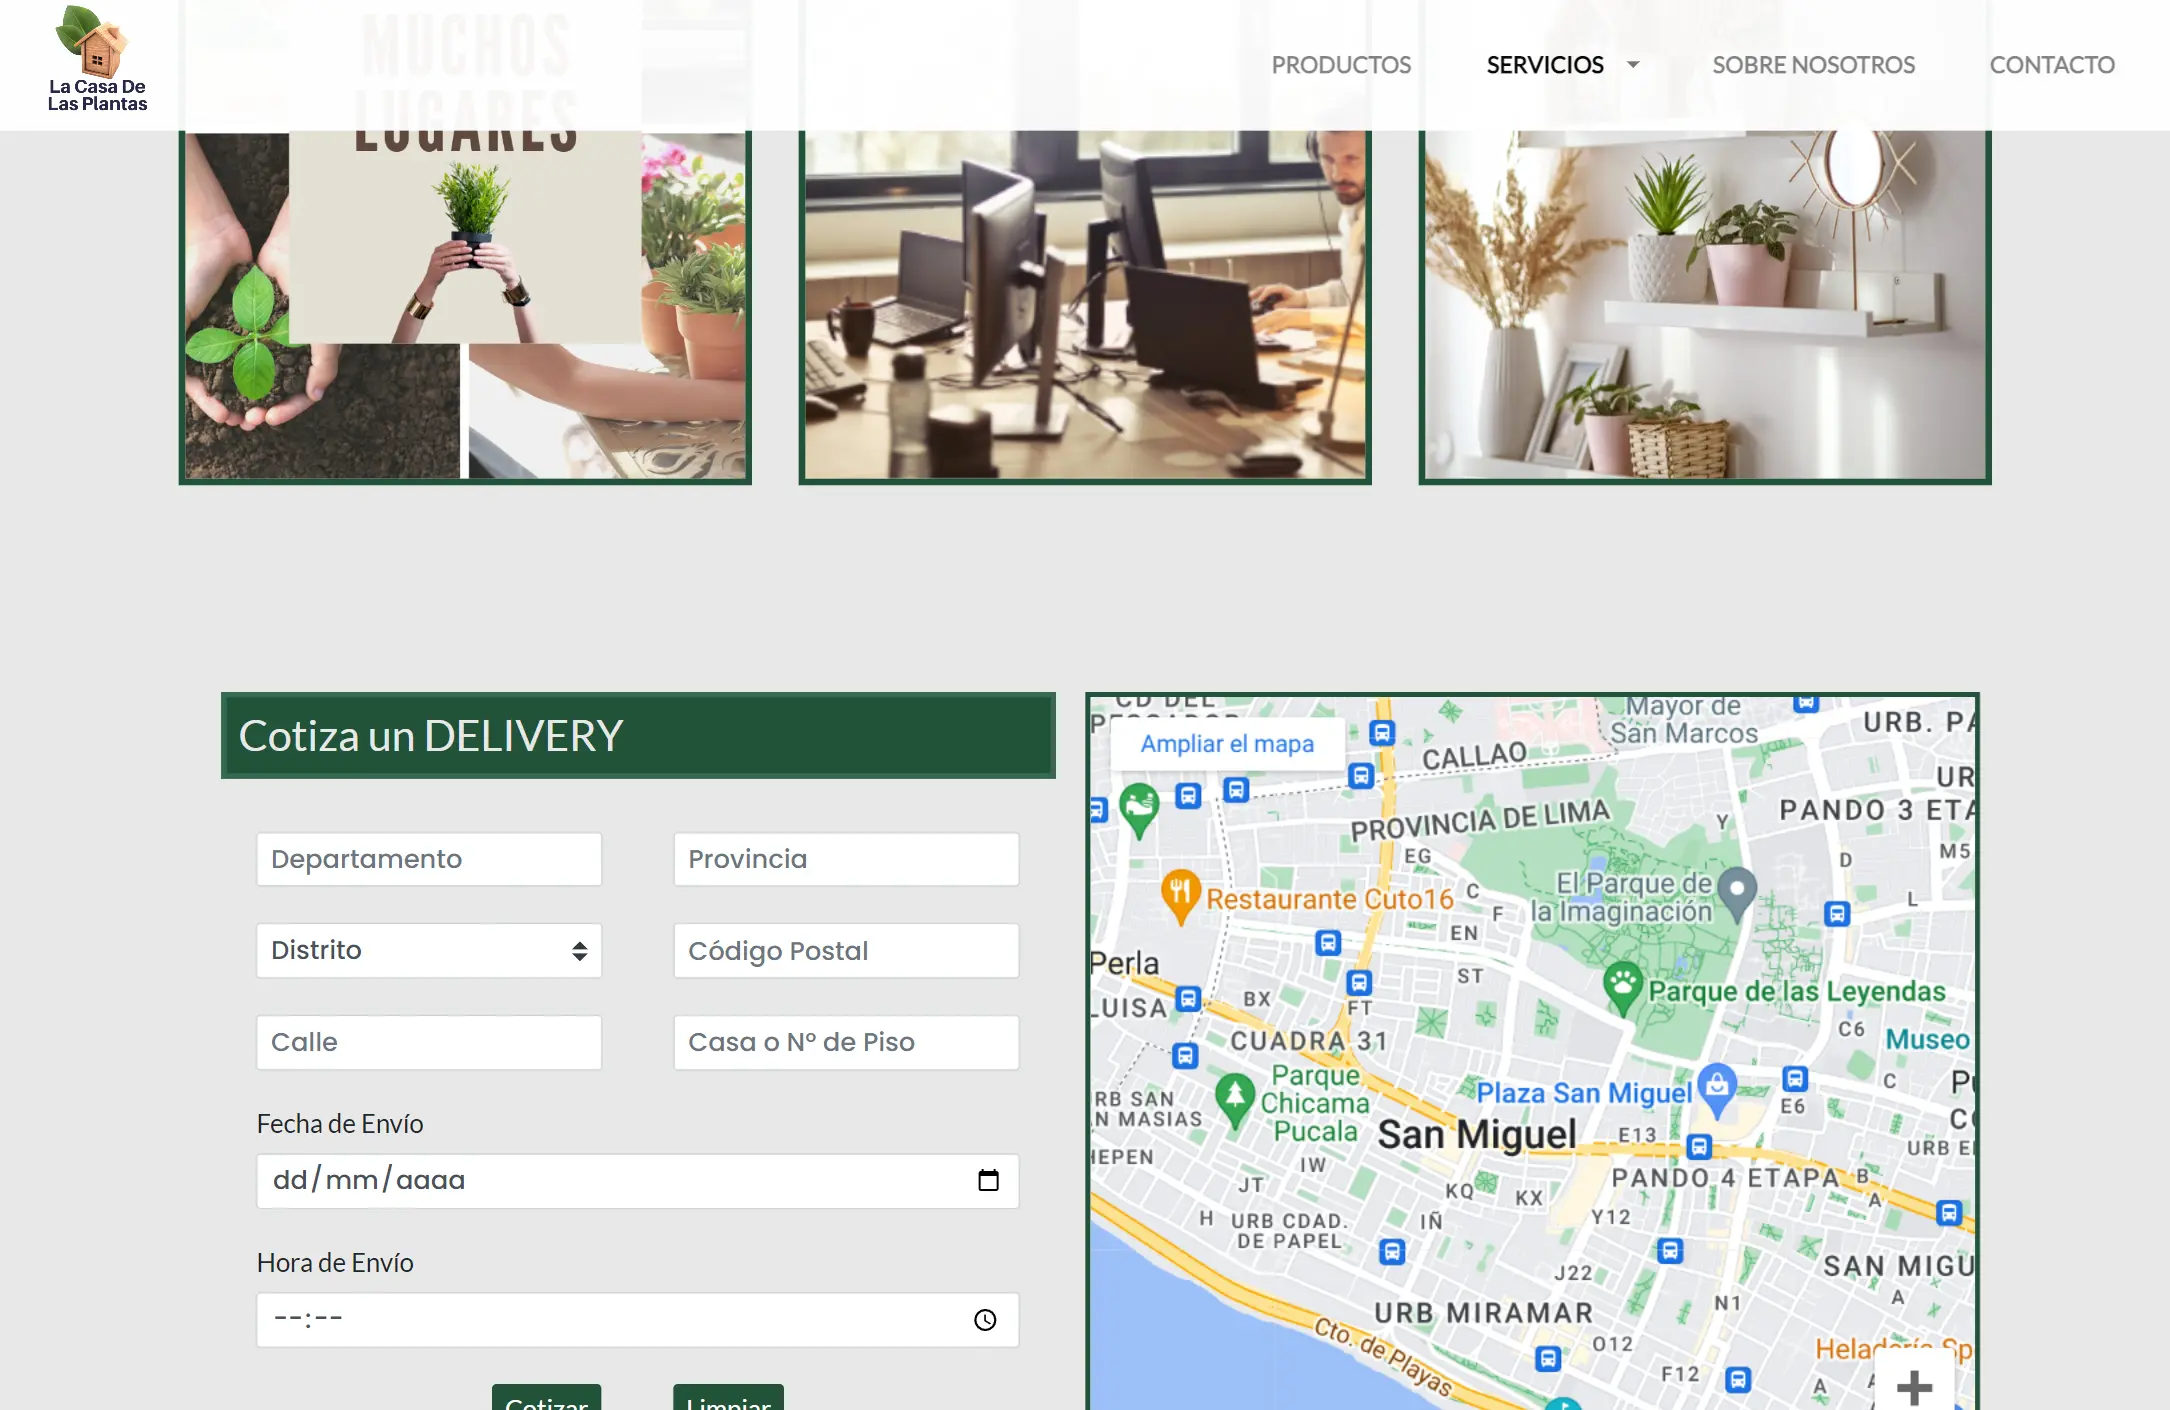 La Casa De
Las Plantas
PRODUCTOS
SERVICIOS
SOBRE NOSOTROS
CONTACTO
MUCHOS
LUGARES
Cotiza un DELIVERY
Departamento
Provincia
Distrito
Código Postal
Calle
Casa o Nº de Piso
Fecha de Envío
dd/mm/aaaa
Hora de Envío
--:--
Cotizar
Limpiar
CD DEL
PESCADOR
Ampliar el mapa
Mayor de
San Marcos
URB. PA
CALLAO
UR
PANDO 3 ETA
PROVINCIA DE LIMA
Y
EG
D
M5
El Parque de
la Imaginación
Restaurante Cuto16
C
F
L
EN
Perla
ST
Parque de las Leyendas
LUISA
BX
FT
C6
CUADRA 31
Museo
Parque
Chicama
Pucala
Plaza San Miguel
C
E6
RB SAN
N MASIAS
San Miguel
E13
URB E
HEPEN
IW
PANDO 4 ETAPA
B
A
JT
KQ
KX
H
URB CDAD.
DE PAPEL
IÑ
Y12
SAN MIGU
J22
A
URB MIRAMAR
N1
Cto. de Playas
O12
Heladería Sp
F12
A